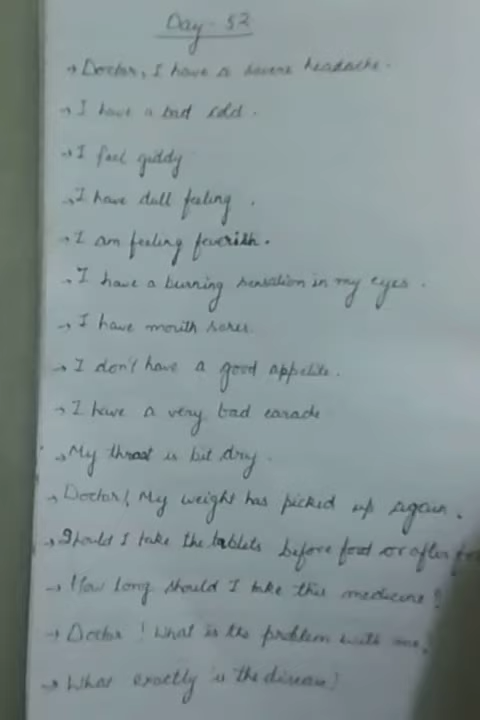 Day - 52
→ Doctor, I have a severe headache.
→ I have a bad cold.
→ I feel giddy
→ I have dull feeling.
→ I am feeling feverish.
→ I have a burning sensation in my eyes.
→ I have mouth sores
→ I don't have a good appetite.
→ I have a very bad earache
→ My throat is bit dry.
→ Doctor! My weight has picked up again.
→ Should I take the tablets before food or after
→ How long should I take this medicine?
→ Doctor! What is the problem with me,
→ What exactly is the disease!